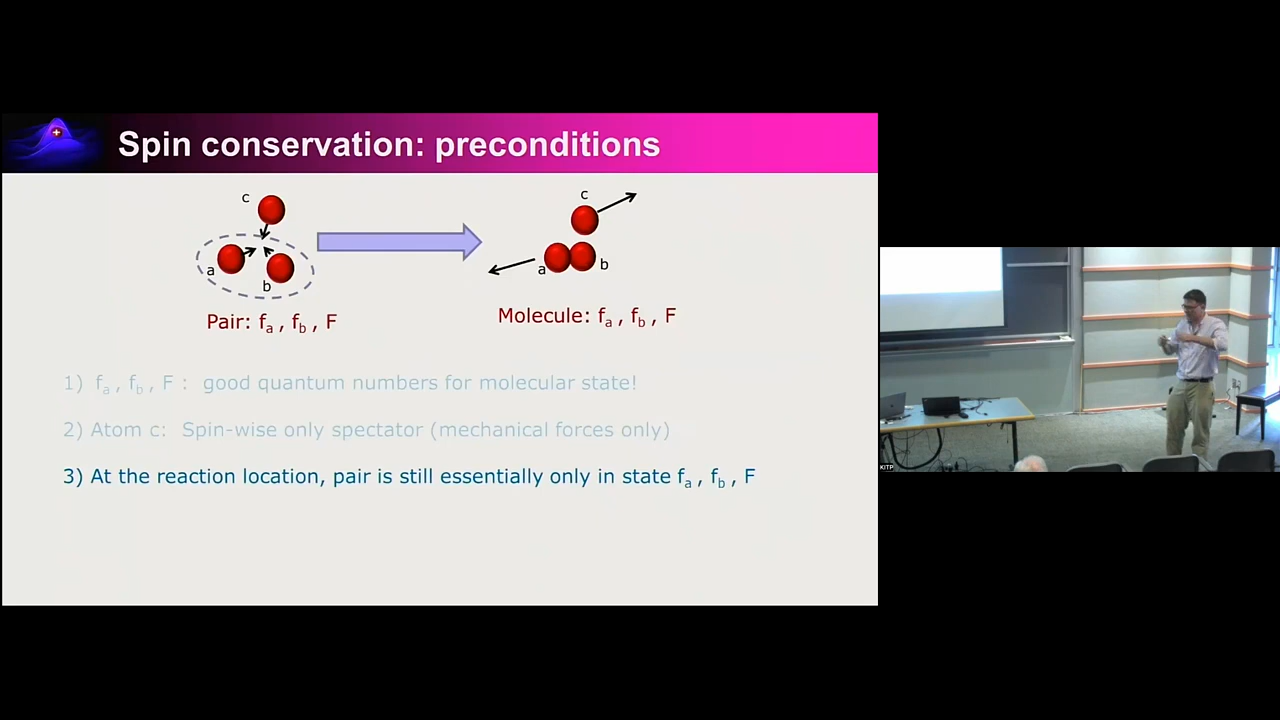 Spin conservation: preconditions
c
a
b
Pair: fa , fb , F
c
a
b
Molecule: fa , fb , F
1) fa , fb , F : good quantum numbers for molecular state!
2) Atom c: Spin-wise only spectator (mechanical forces only)
3) At the reaction location, pair is still essentially only in state fa , fb , F
KITP